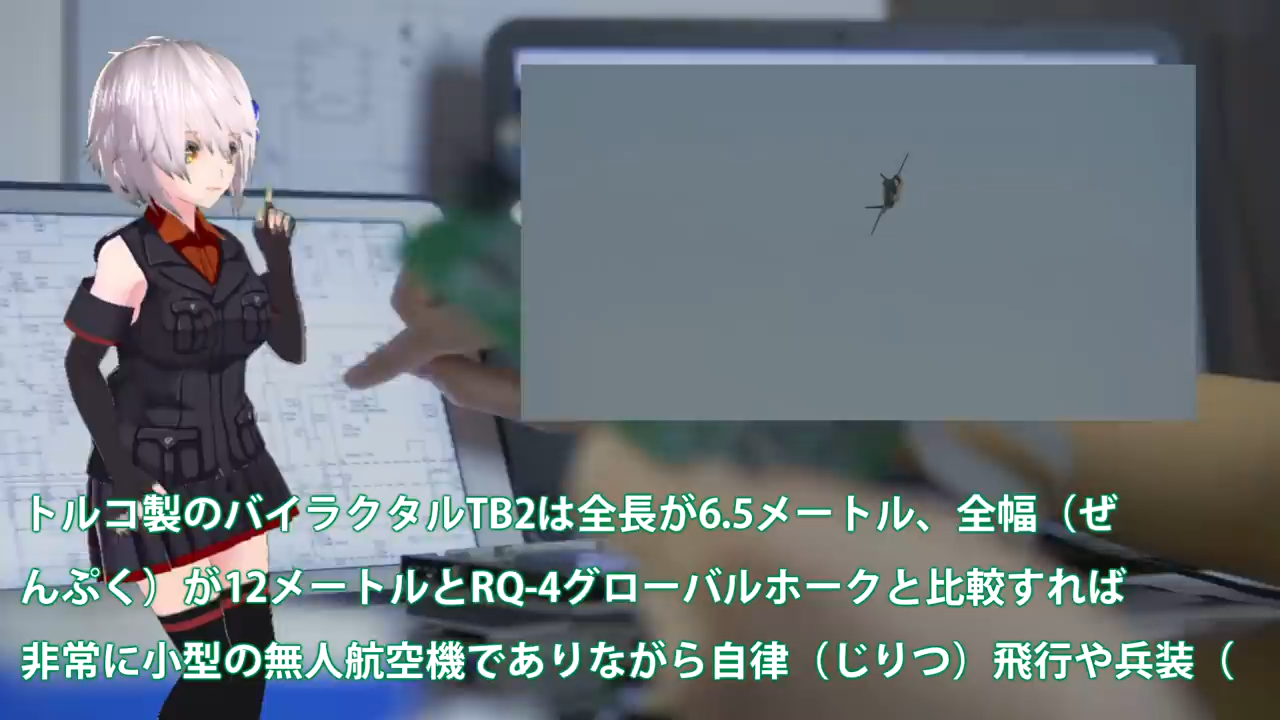 トルコ製のバイラクタルTB2は全長が6.5メートル、全幅（ぜ
んぷく）が12メートルとRQ-4グローバルホークと比較すれば
非常に小型の無人航空機でありながら自律（じりつ）飛行や兵装（